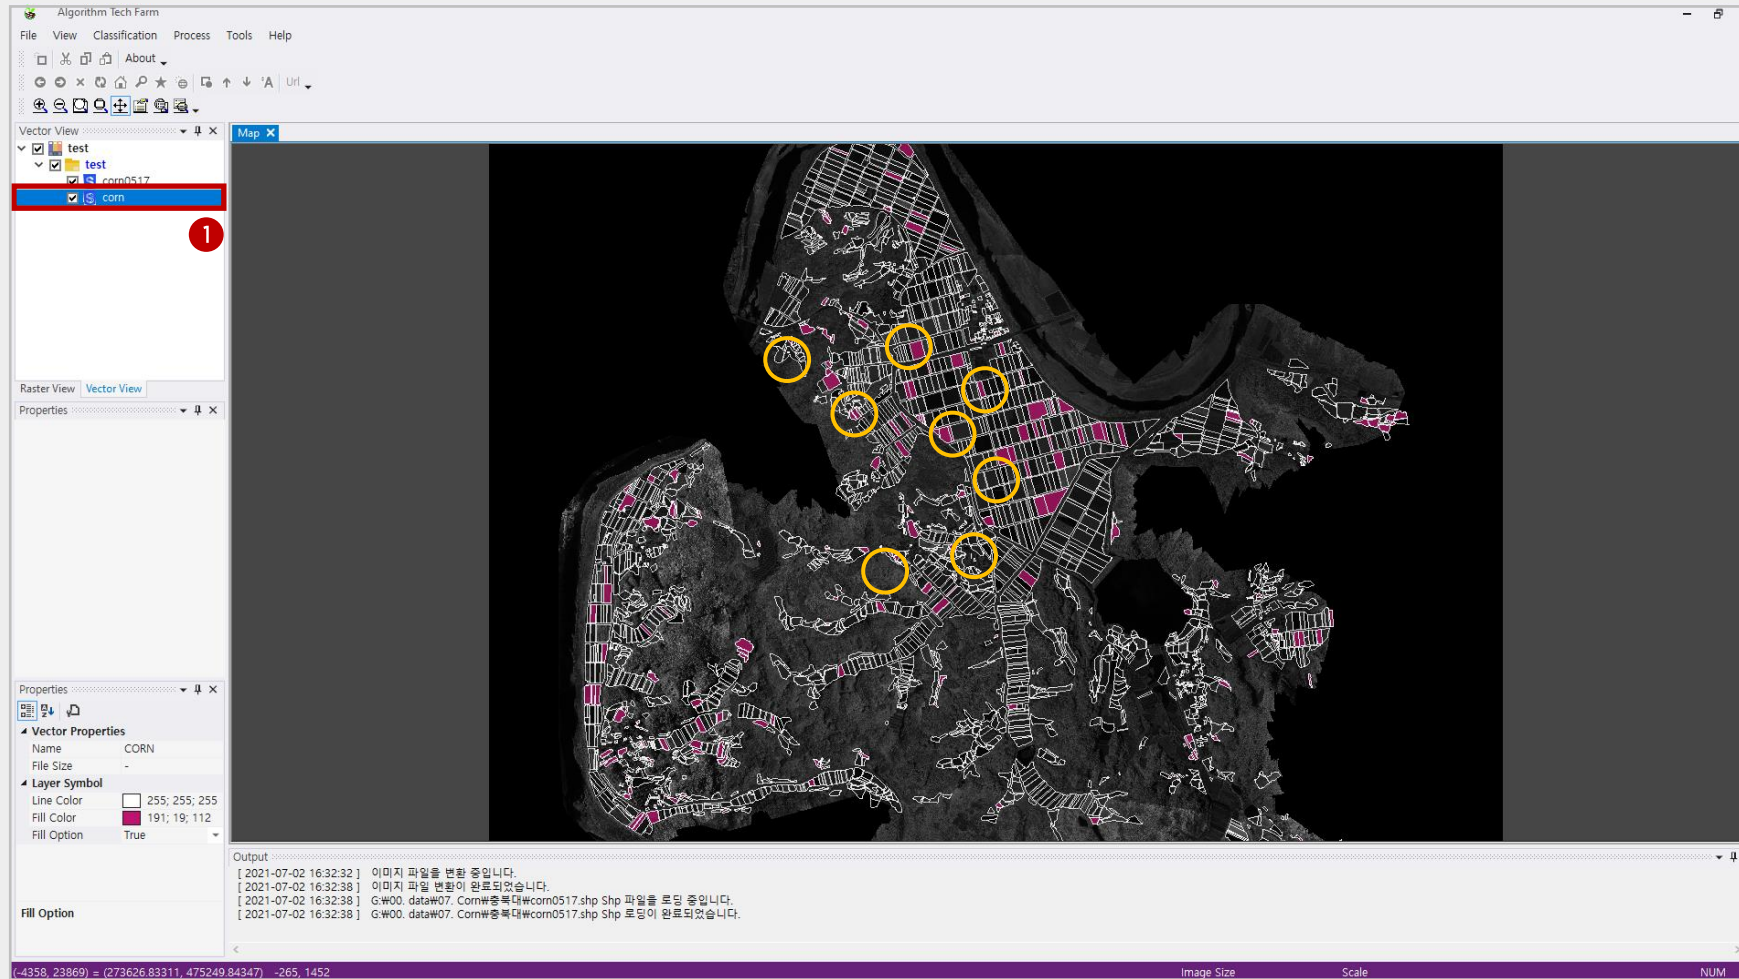 Algorithm Tech Farm
File View Classification Process Tools Help
About
Url
Vector View
Map
test
test
corn0517
corn
1
Raster View Vector View
Properties
Properties
Vector Properties
Name CORN
File Size -
Layer Symbol
Line Color 255; 255; 255
Fill Color 191; 19; 112
Fill Option True
Fill Option
Output
[ 2021-07-02 16:32:32 ] 이미지 파일을 변환 중입니다.
[ 2021-07-02 16:32:38 ] 이미지 파일 변환이 완료되었습니다.
[ 2021-07-02 16:32:38 ] G:₩00. data₩07. Corn₩충북대₩corn0517.shp Shp 파일을 로딩 중입니다.
[ 2021-07-02 16:32:38 ] G:₩00. data₩07. Corn₩충북대₩corn0517.shp Shp 로딩이 완료되었습니다.
(-4358, 23869) = (273626.83311, 475249.84347) -265, 1452
Image Size Scale NUM